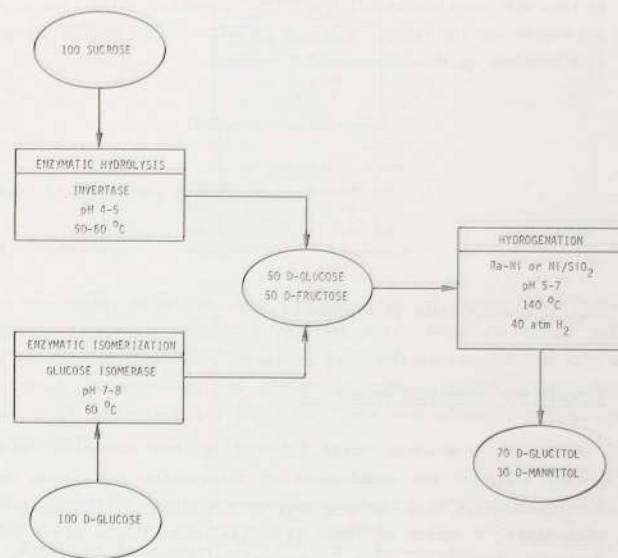 100 SUCROSE
ENZYMATIC HYDROLYSIS
INVERTASE
pH 4-5
50-60 °C
50 D-GLUCOSE
50 D-FRUCTOSE
HYDROGENATION
Ra-Ni or Ni/SiO₂
pH 5-7
140 °C
40 atm H₂
ENZYMATIC ISOMERIZATION
GLUCOSE ISOMERASE
pH 7-8
60 °C
100 D-GLUCOSE
70 D-GLUCITOL
30 D-MANNITOL